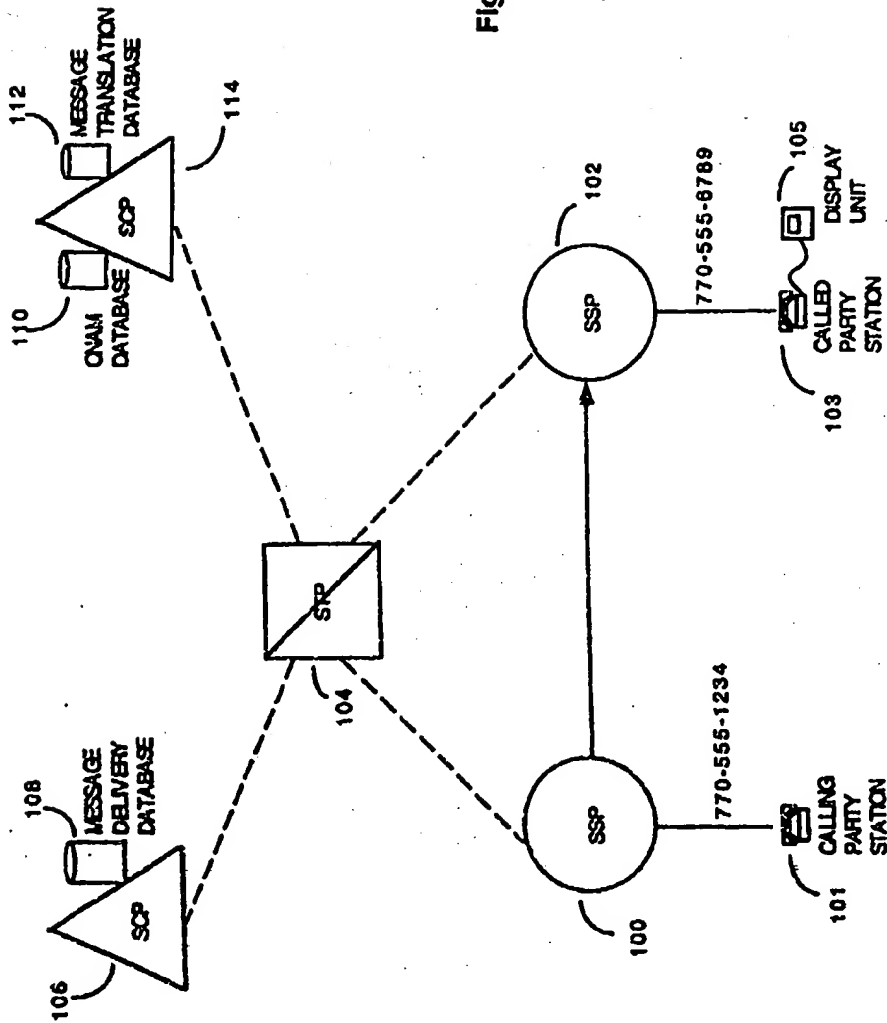 108
MESSAGE
DELIVERY
DATABASE
SCP
106
110
CNAM
DATABASE
112
MESSAGE
TRANSLATION
DATABASE
SCP
114
STP
104
SSP
100
SSP
102
770-555-1234
770-555-6789
101
CALLING
PARTY
STATION
103
CALLED
PARTY
STATION
105
DISPLAY
UNIT
Fig